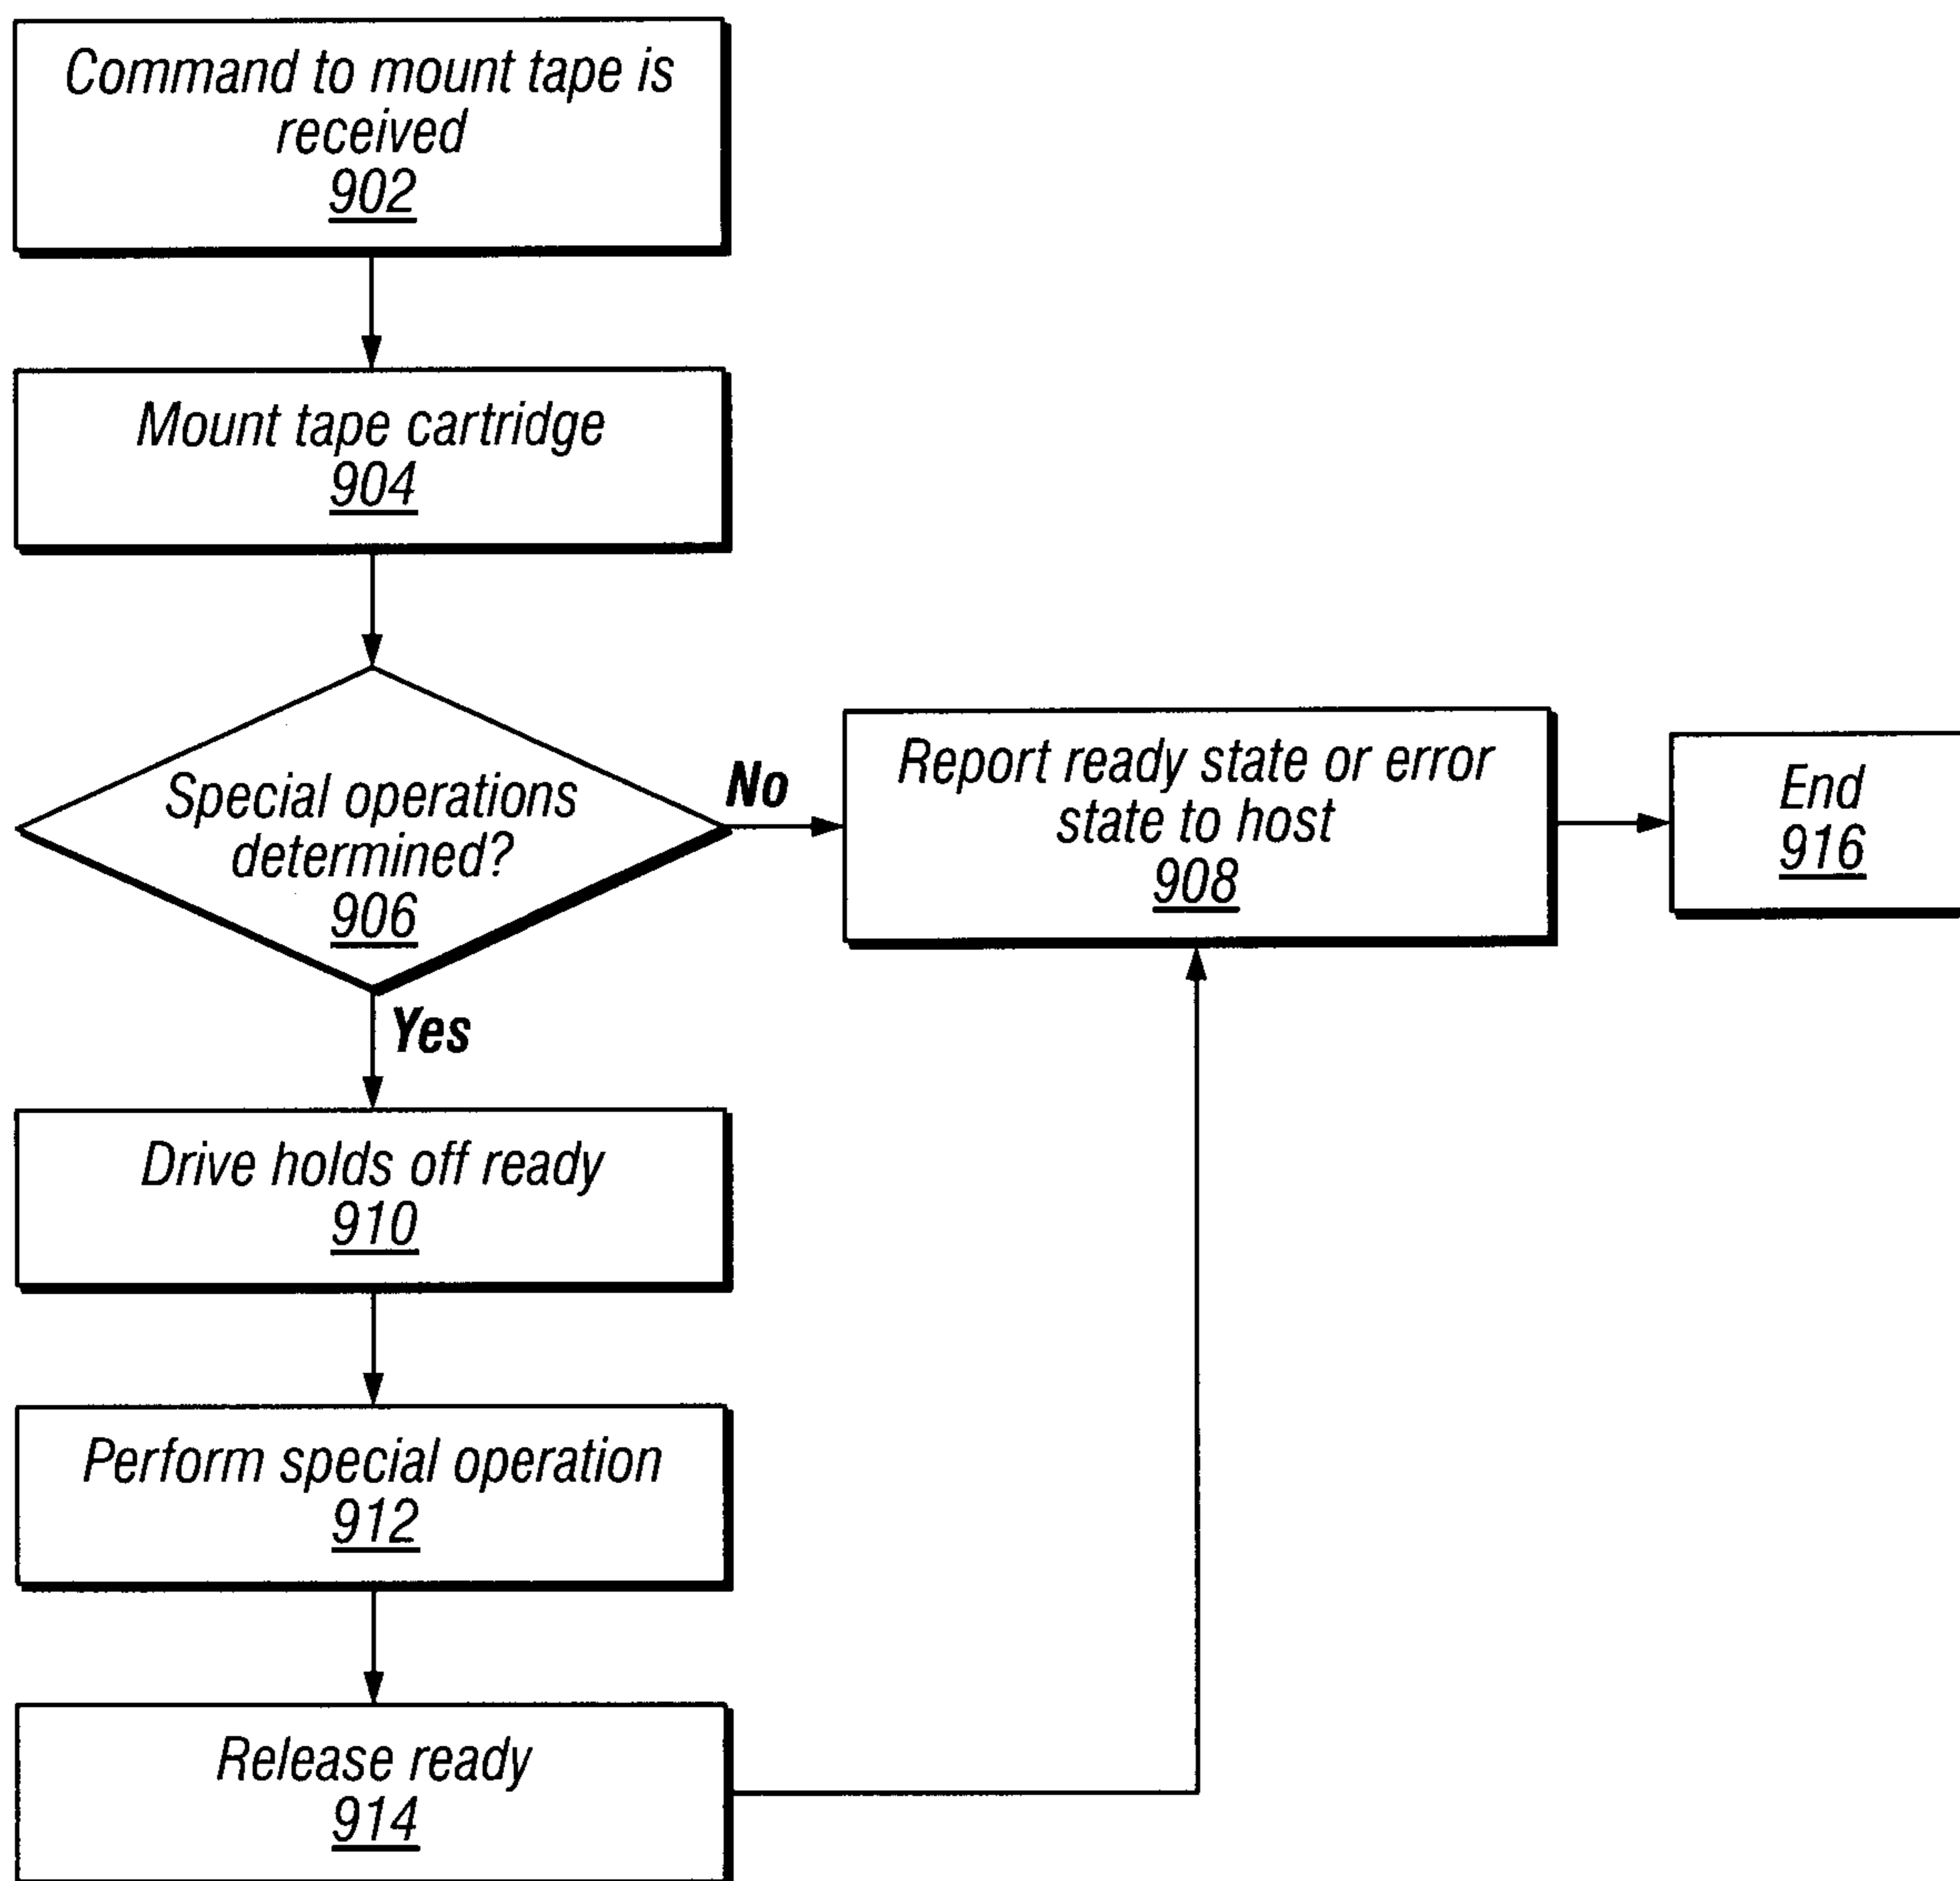 Command to mount tape is
received
902
Mount tape cartridge
904
Special operations
determined?
906
No
Report ready state or error
state to host
908
End
916
Yes
Drive holds off ready
910
Perform special operation
912
Release ready
914